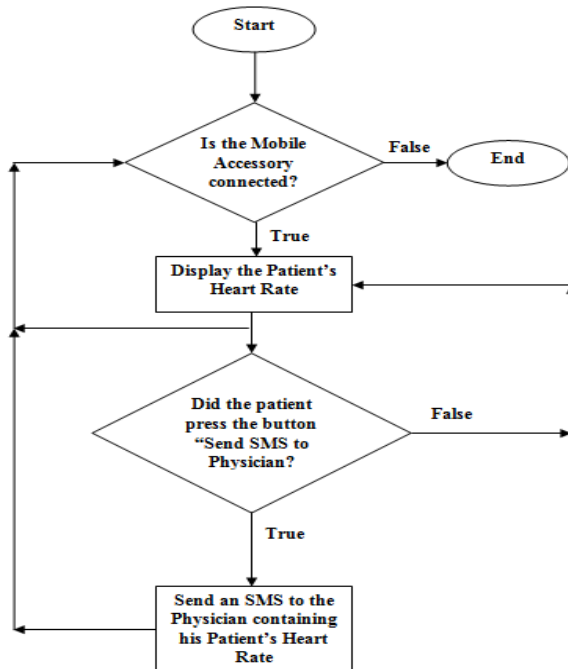 Start
Is the Mobile
Accessory
connected?
False
End
True
Display the Patient's
Heart Rate
Did the patient
press the button
“Send SMS to
Physician?
False
True
Send an SMS to the
Physician containing
his Patient's Heart
Rate